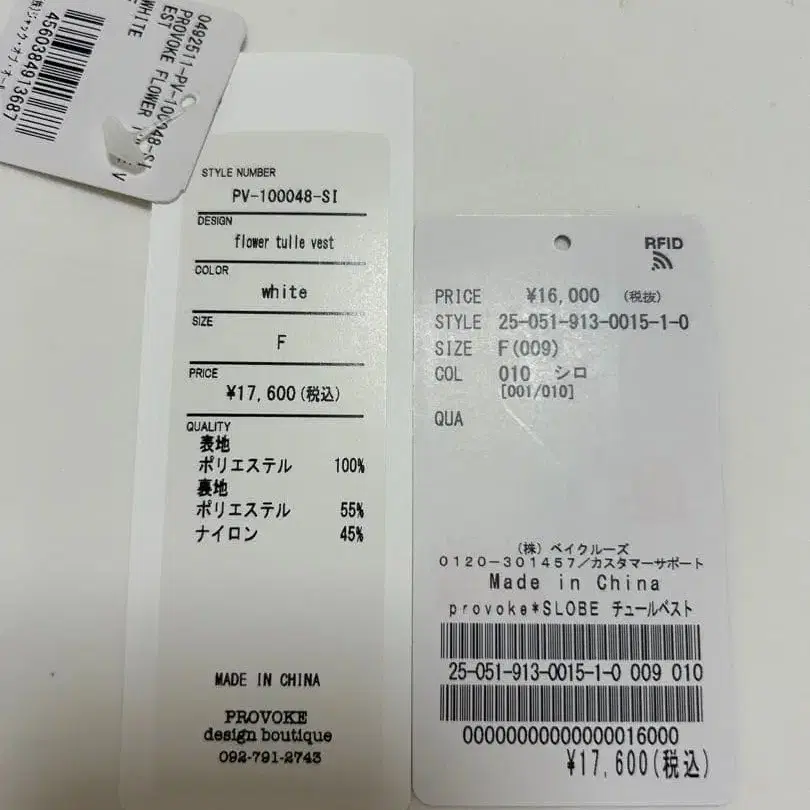 0492511-PV-100048-SI
PROVOKE FLOWER
EST
WHITE
4560384913687
STYLE NUMBER
PV-100048-SI
DESIGN
flower tulle vest
COLOR
white
SIZE
F
PRICE
¥17,600(税込)
QUALITY
表地
ポリエステル 100%
裏地
ポリエステル 55%
ナイロン 45%
MADE IN CHINA
PROVOKE
design boutique
092-791-2743
RFID
PRICE ¥16,000 (税抜)
STYLE 25-051-913-0015-1-0
SIZE F(009)
COL 010 シロ
[001/010]
QUA
(株) ベイクルーズ
0120-301457/カスタマーサポート
Made in China
provoke*SLOBE チュールベスト
25-051-913-0015-1-0 009 010
00000000000000016000
¥17,600(税込)